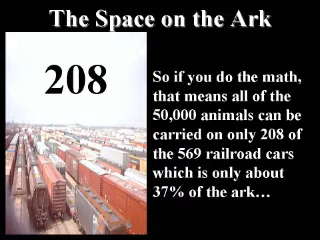 The Space on the Ark
208
So if you do the math,
that means all of the
50,000 animals can be
carried on only 208 of
the 569 railroad cars
which is only about
37% of the ark…